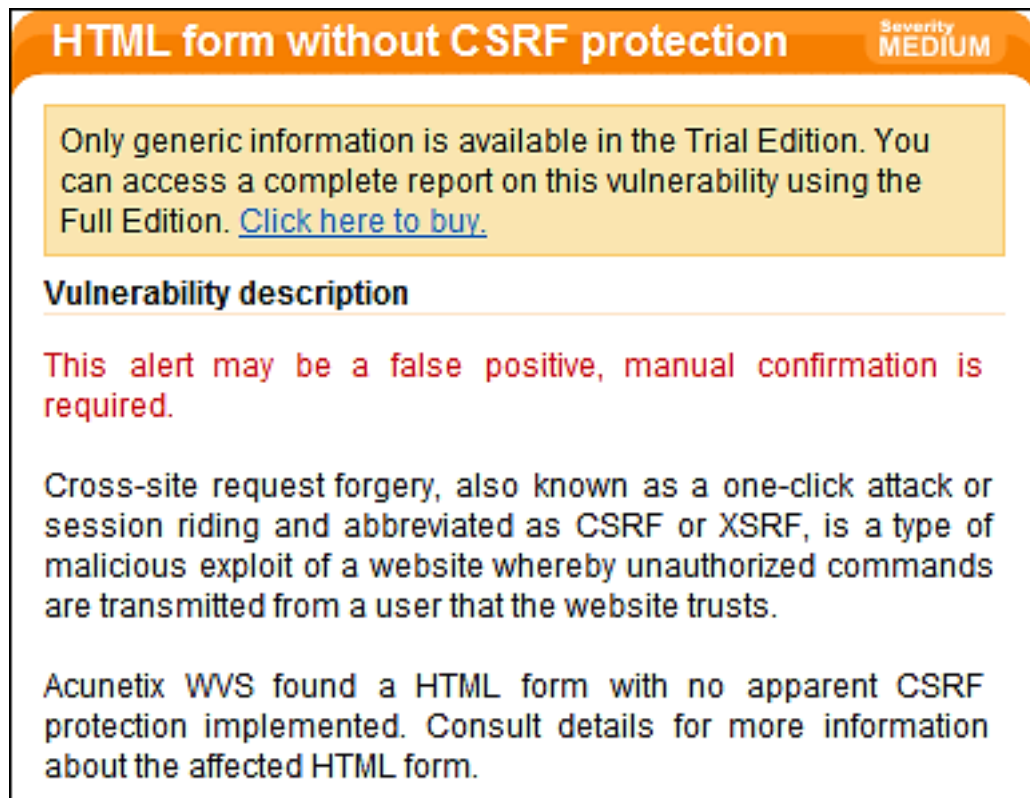 HTML form without CSRF protection
Severity
MEDIUM
Only generic information is available in the Trial Edition. You
can access a complete report on this vulnerability using the
Full Edition. Click here to buy.
Vulnerability description
This alert may be a false positive, manual confirmation is
required.
Cross-site request forgery, also known as a one-click attack or
session riding and abbreviated as CSRF or XSRF, is a type of
malicious exploit of a website whereby unauthorized commands
are transmitted from a user that the website trusts.
Acunetix WVS found a HTML form with no apparent CSRF
protection implemented. Consult details for more information
about the affected HTML form.